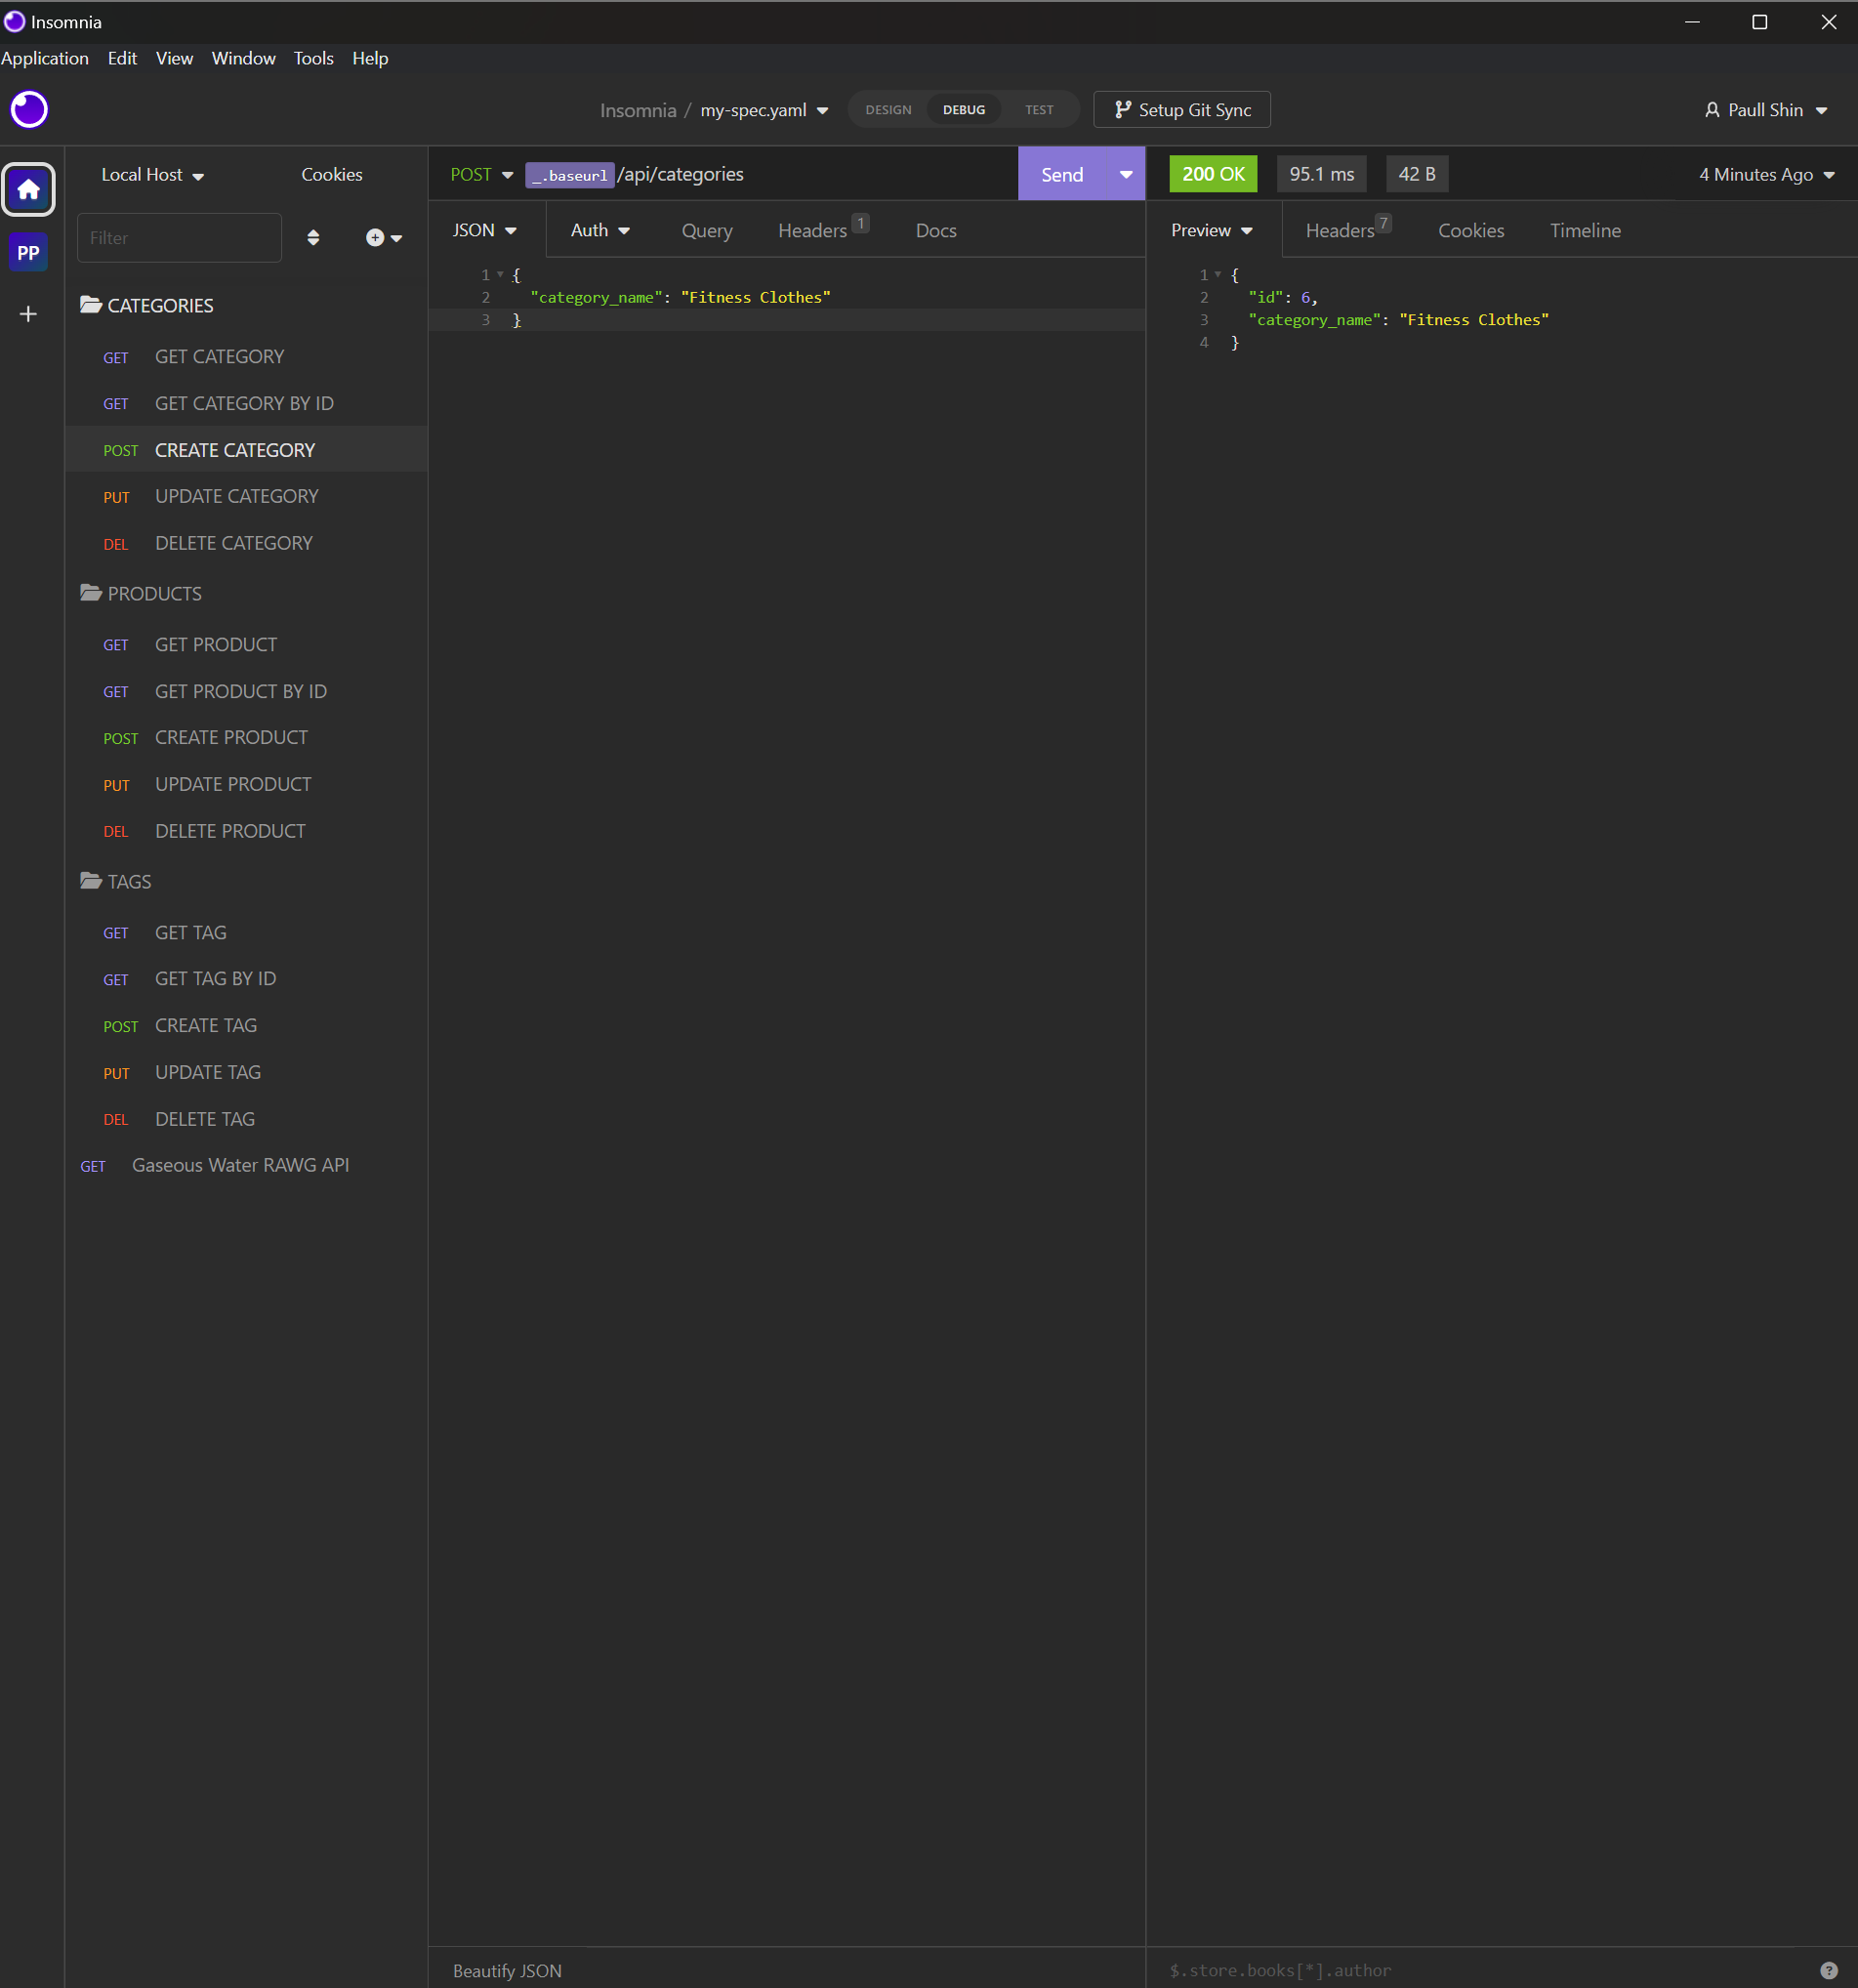 Insomnia
Application Edit View Window Tools Help
Insomnia / my-spec.yaml DESIGN DEBUG TEST Setup Git Sync Paull Shin
Local Host Cookies
POST _.baseurl /api/categories Send
200 OK 95.1 ms 42 B 4 Minutes Ago
PP
Filter
JSON Auth Query Headers 1 Docs
Preview Headers 7 Cookies Timeline
CATEGORIES
GET GET CATEGORY
GET GET CATEGORY BY ID
POST CREATE CATEGORY
PUT UPDATE CATEGORY
DEL DELETE CATEGORY
PRODUCTS
GET GET PRODUCT
GET GET PRODUCT BY ID
POST CREATE PRODUCT
PUT UPDATE PRODUCT
DEL DELETE PRODUCT
TAGS
GET GET TAG
GET GET TAG BY ID
POST CREATE TAG
PUT UPDATE TAG
DEL DELETE TAG
GET Gaseous Water RAWG API
1 {
2 "category_name": "Fitness Clothes"
3 }
1 {
2 "id": 6,
3 "category_name": "Fitness Clothes"
4 }
Beautify JSON
$.store.books[*].author
?